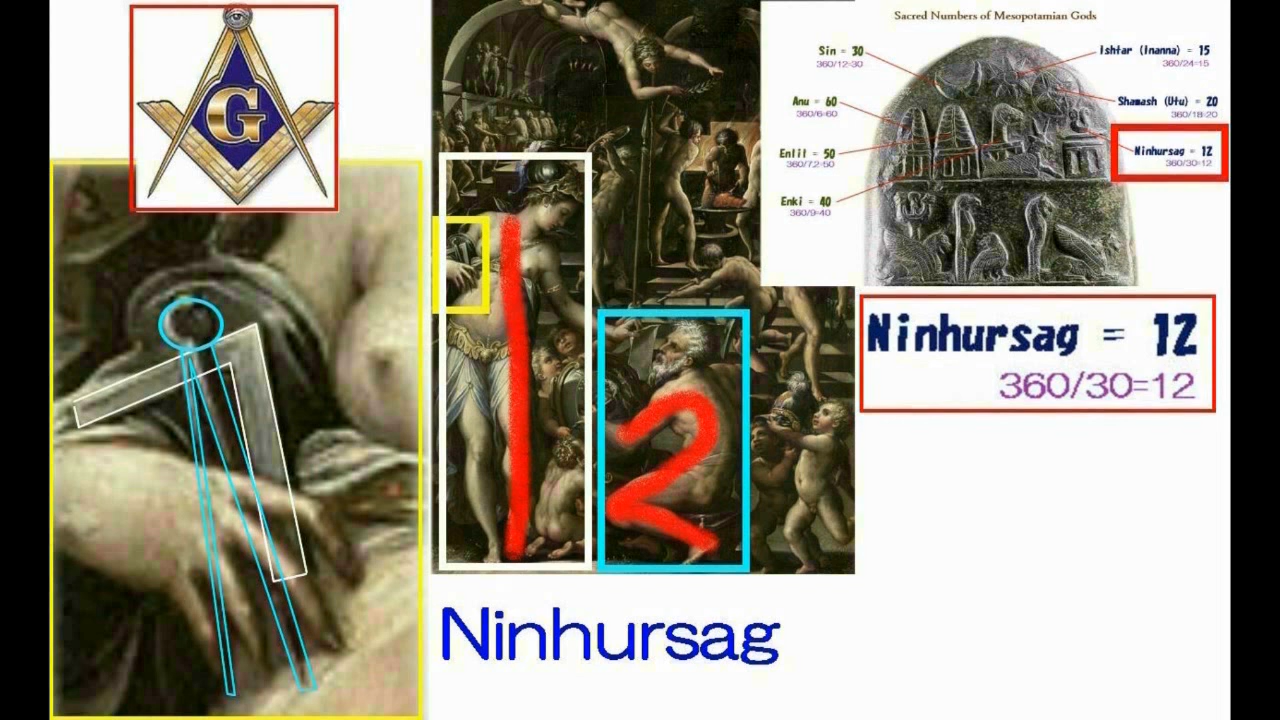 G
Sacred Numbers of Mesopotamian Gods
Sin = 30
360/12=30
Ishtar (Inanna) = 15
360/24=15
Anu = 60
360/6=60
Shamash (Utu) = 20
360/18=20
Enlil = 50
360/7.2=50
Ninhursag = 12
360/30=12
Enki = 40
360/9=40
12
Ninhursag = 12
360/30=12
Ninhursag